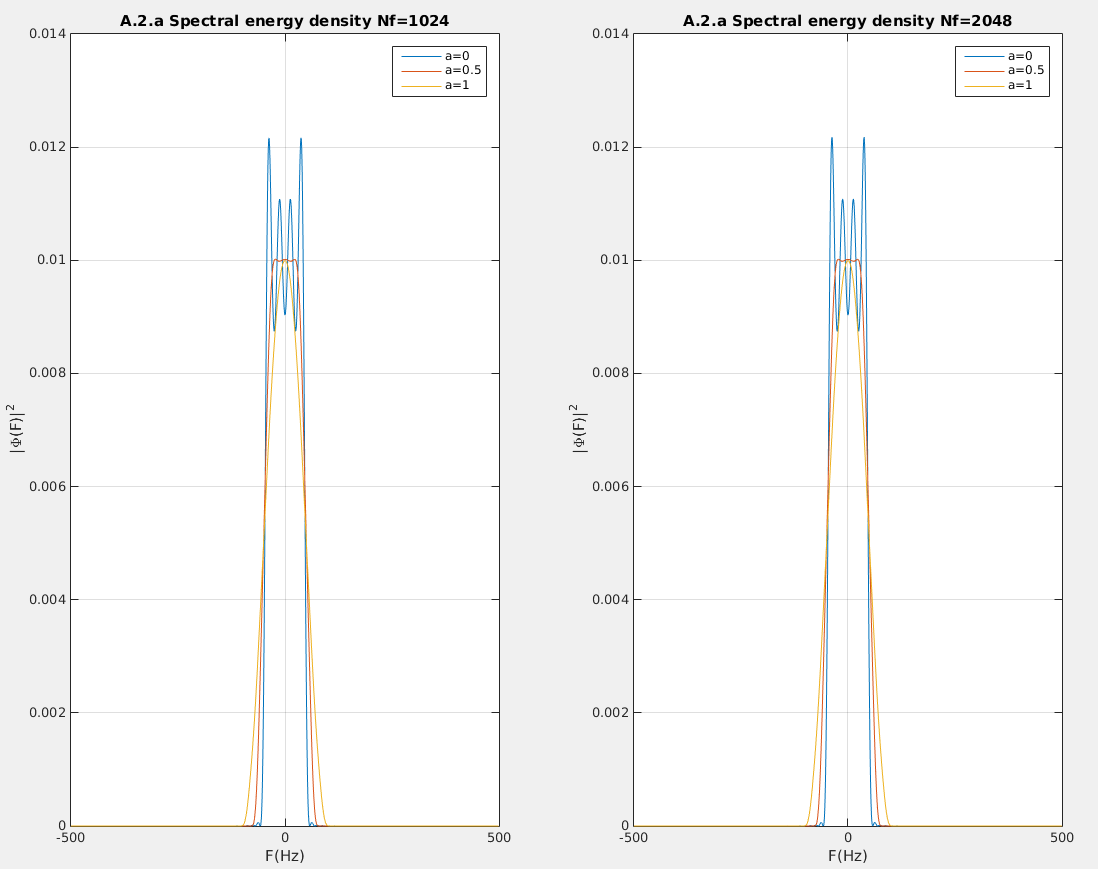 A.2.a Spectral energy density Nf=1024
0.014
0.012
0.01
0.008
0.006
0.004
0.002
0
-500
0
500
F(Hz)
|Φ(F)|²
a=0
a=0.5
a=1
A.2.a Spectral energy density Nf=2048
0.014
0.012
0.01
0.008
0.006
0.004
0.002
0
-500
0
500
F(Hz)
|Φ(F)|²
a=0
a=0.5
a=1